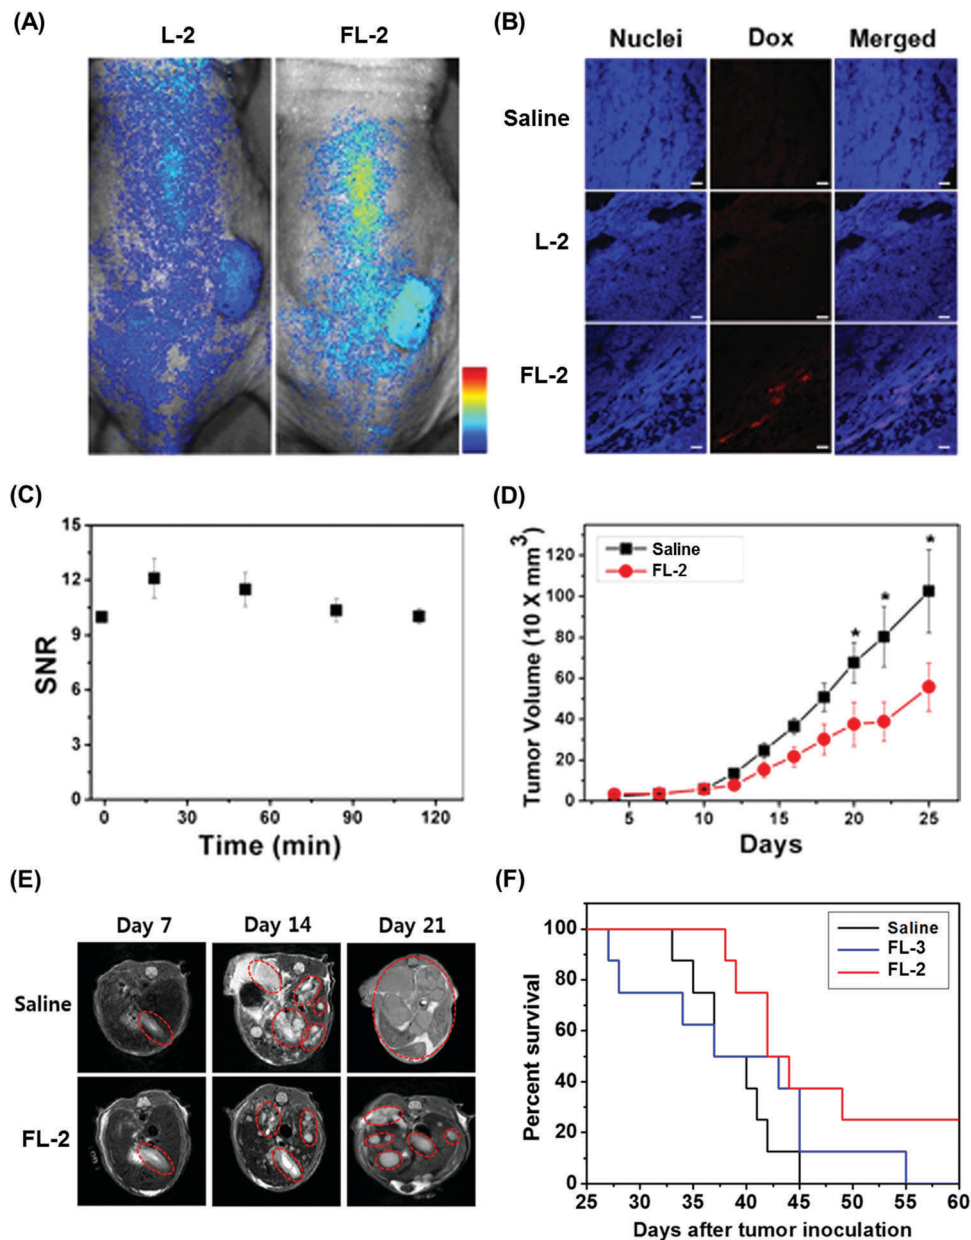 (A)
L-2 FL-2
(B)
Nuclei Dox Merged
Saline
L-2
FL-2
(C)
15
12
9
6
3
0
SNR
0 30 60 90 120
Time (min)
(D)
Saline
FL-2
120
100
80
60
40
20
0
Tumor Volume (10 X mm³)
* * *
5 10 15 20 25
Days
(E)
Day 7 Day 14 Day 21
Saline
FL-2
(F)
Saline
FL-3
FL-2
100
80
60
40
20
0
Percent survival
25 30 35 40 45 50 55 60
Days after tumor inoculation